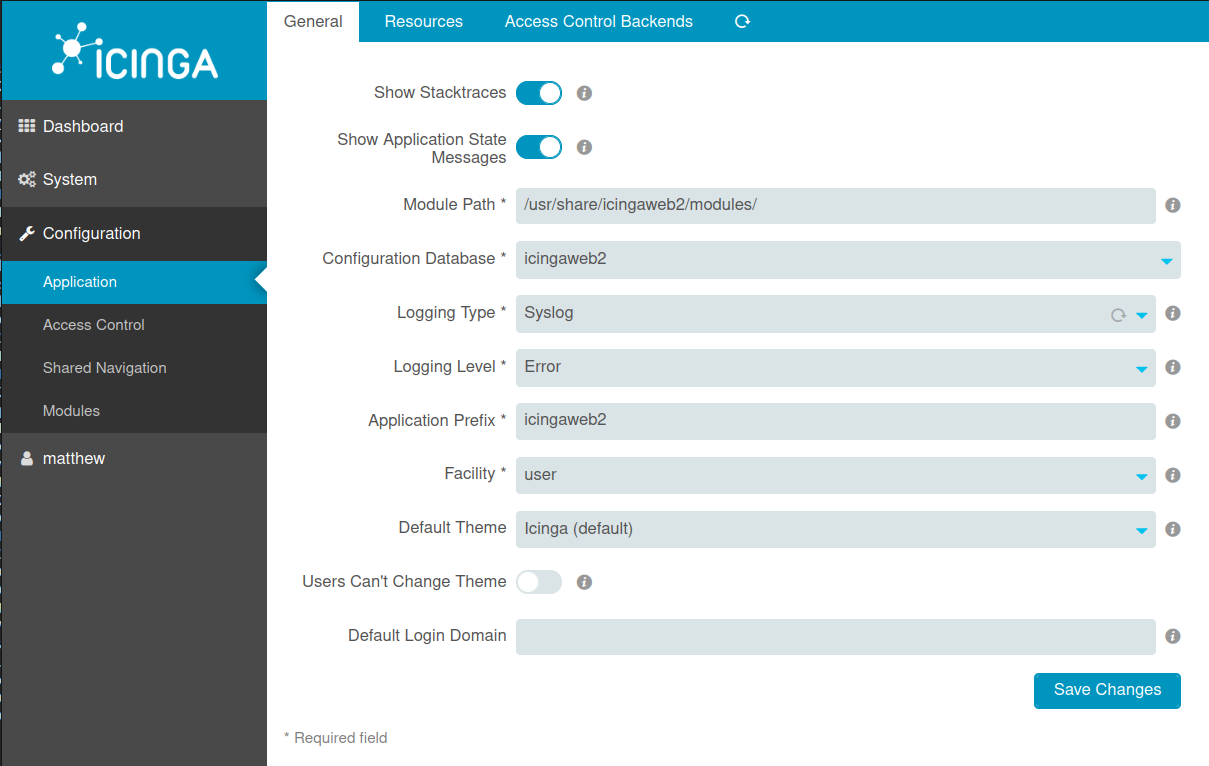 ICINGA
Dashboard
System
Configuration
Application
Access Control
Shared Navigation
Modules
matthew
General Resources Access Control Backends
Show Stacktraces
Show Application State
Messages
Module Path * /usr/share/icingaweb2/modules/
Configuration Database * icingaweb2
Logging Type * Syslog
Logging Level * Error
Application Prefix * icingaweb2
Facility * user
Default Theme Icinga (default)
Users Can't Change Theme
Default Login Domain
Save Changes
* Required field